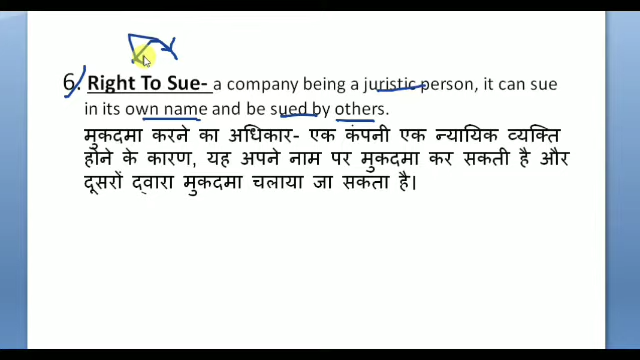 6. Right To Sue- a company being a juristic person, it can sue
in its own name and be sued by others.
मुकदमा करने का अधिकार- एक कंपनी एक न्यायिक व्यक्ति
होने के कारण, यह अपने नाम पर मुकदमा कर सकती है और
दूसरों द्वारा मुकदमा चलाया जा सकता है।